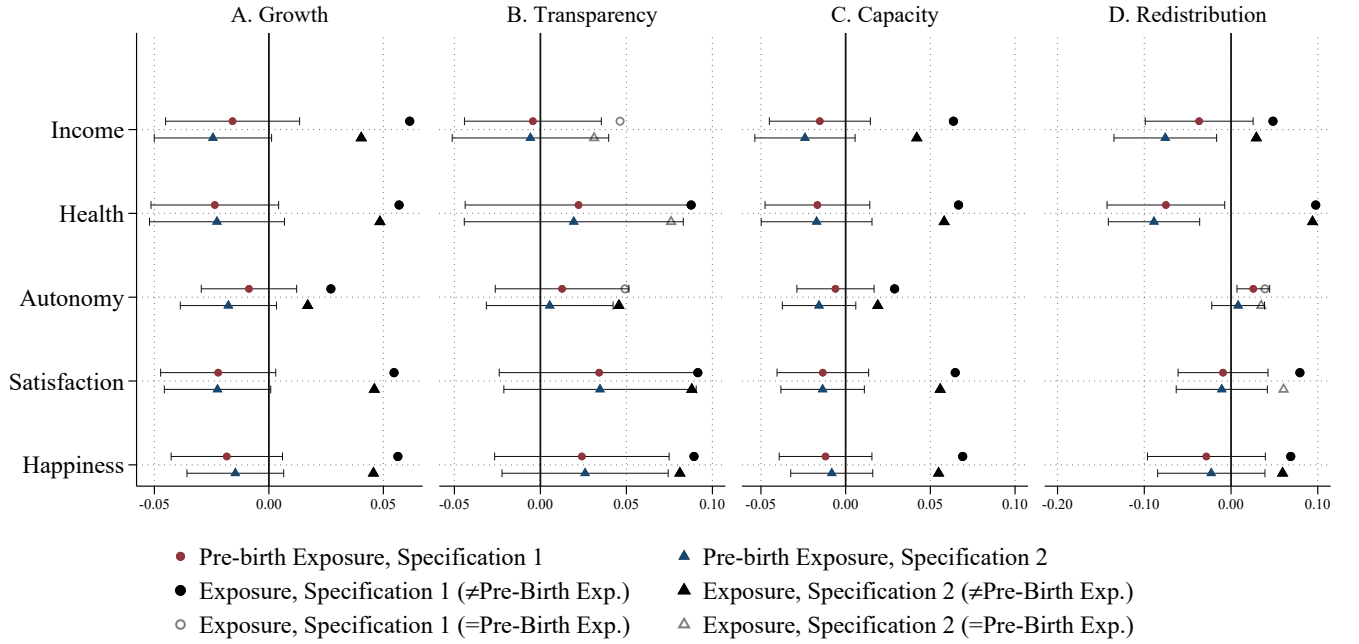 A. Growth B. Transparency C. Capacity D. Redistribution
Income
Health
Autonomy
Satisfaction
Happiness
-0.05 0.00 0.05 -0.05 0.00 0.05 0.10 -0.05 0.00 0.05 0.10 -0.20 -0.10 0.00 0.10
Pre-birth Exposure, Specification 1 Pre-birth Exposure, Specification 2
Exposure, Specification 1 (≠Pre-Birth Exp.) Exposure, Specification 2 (≠Pre-Birth Exp.)
Exposure, Specification 1 (=Pre-Birth Exp.) Exposure, Specification 2 (=Pre-Birth Exp.)